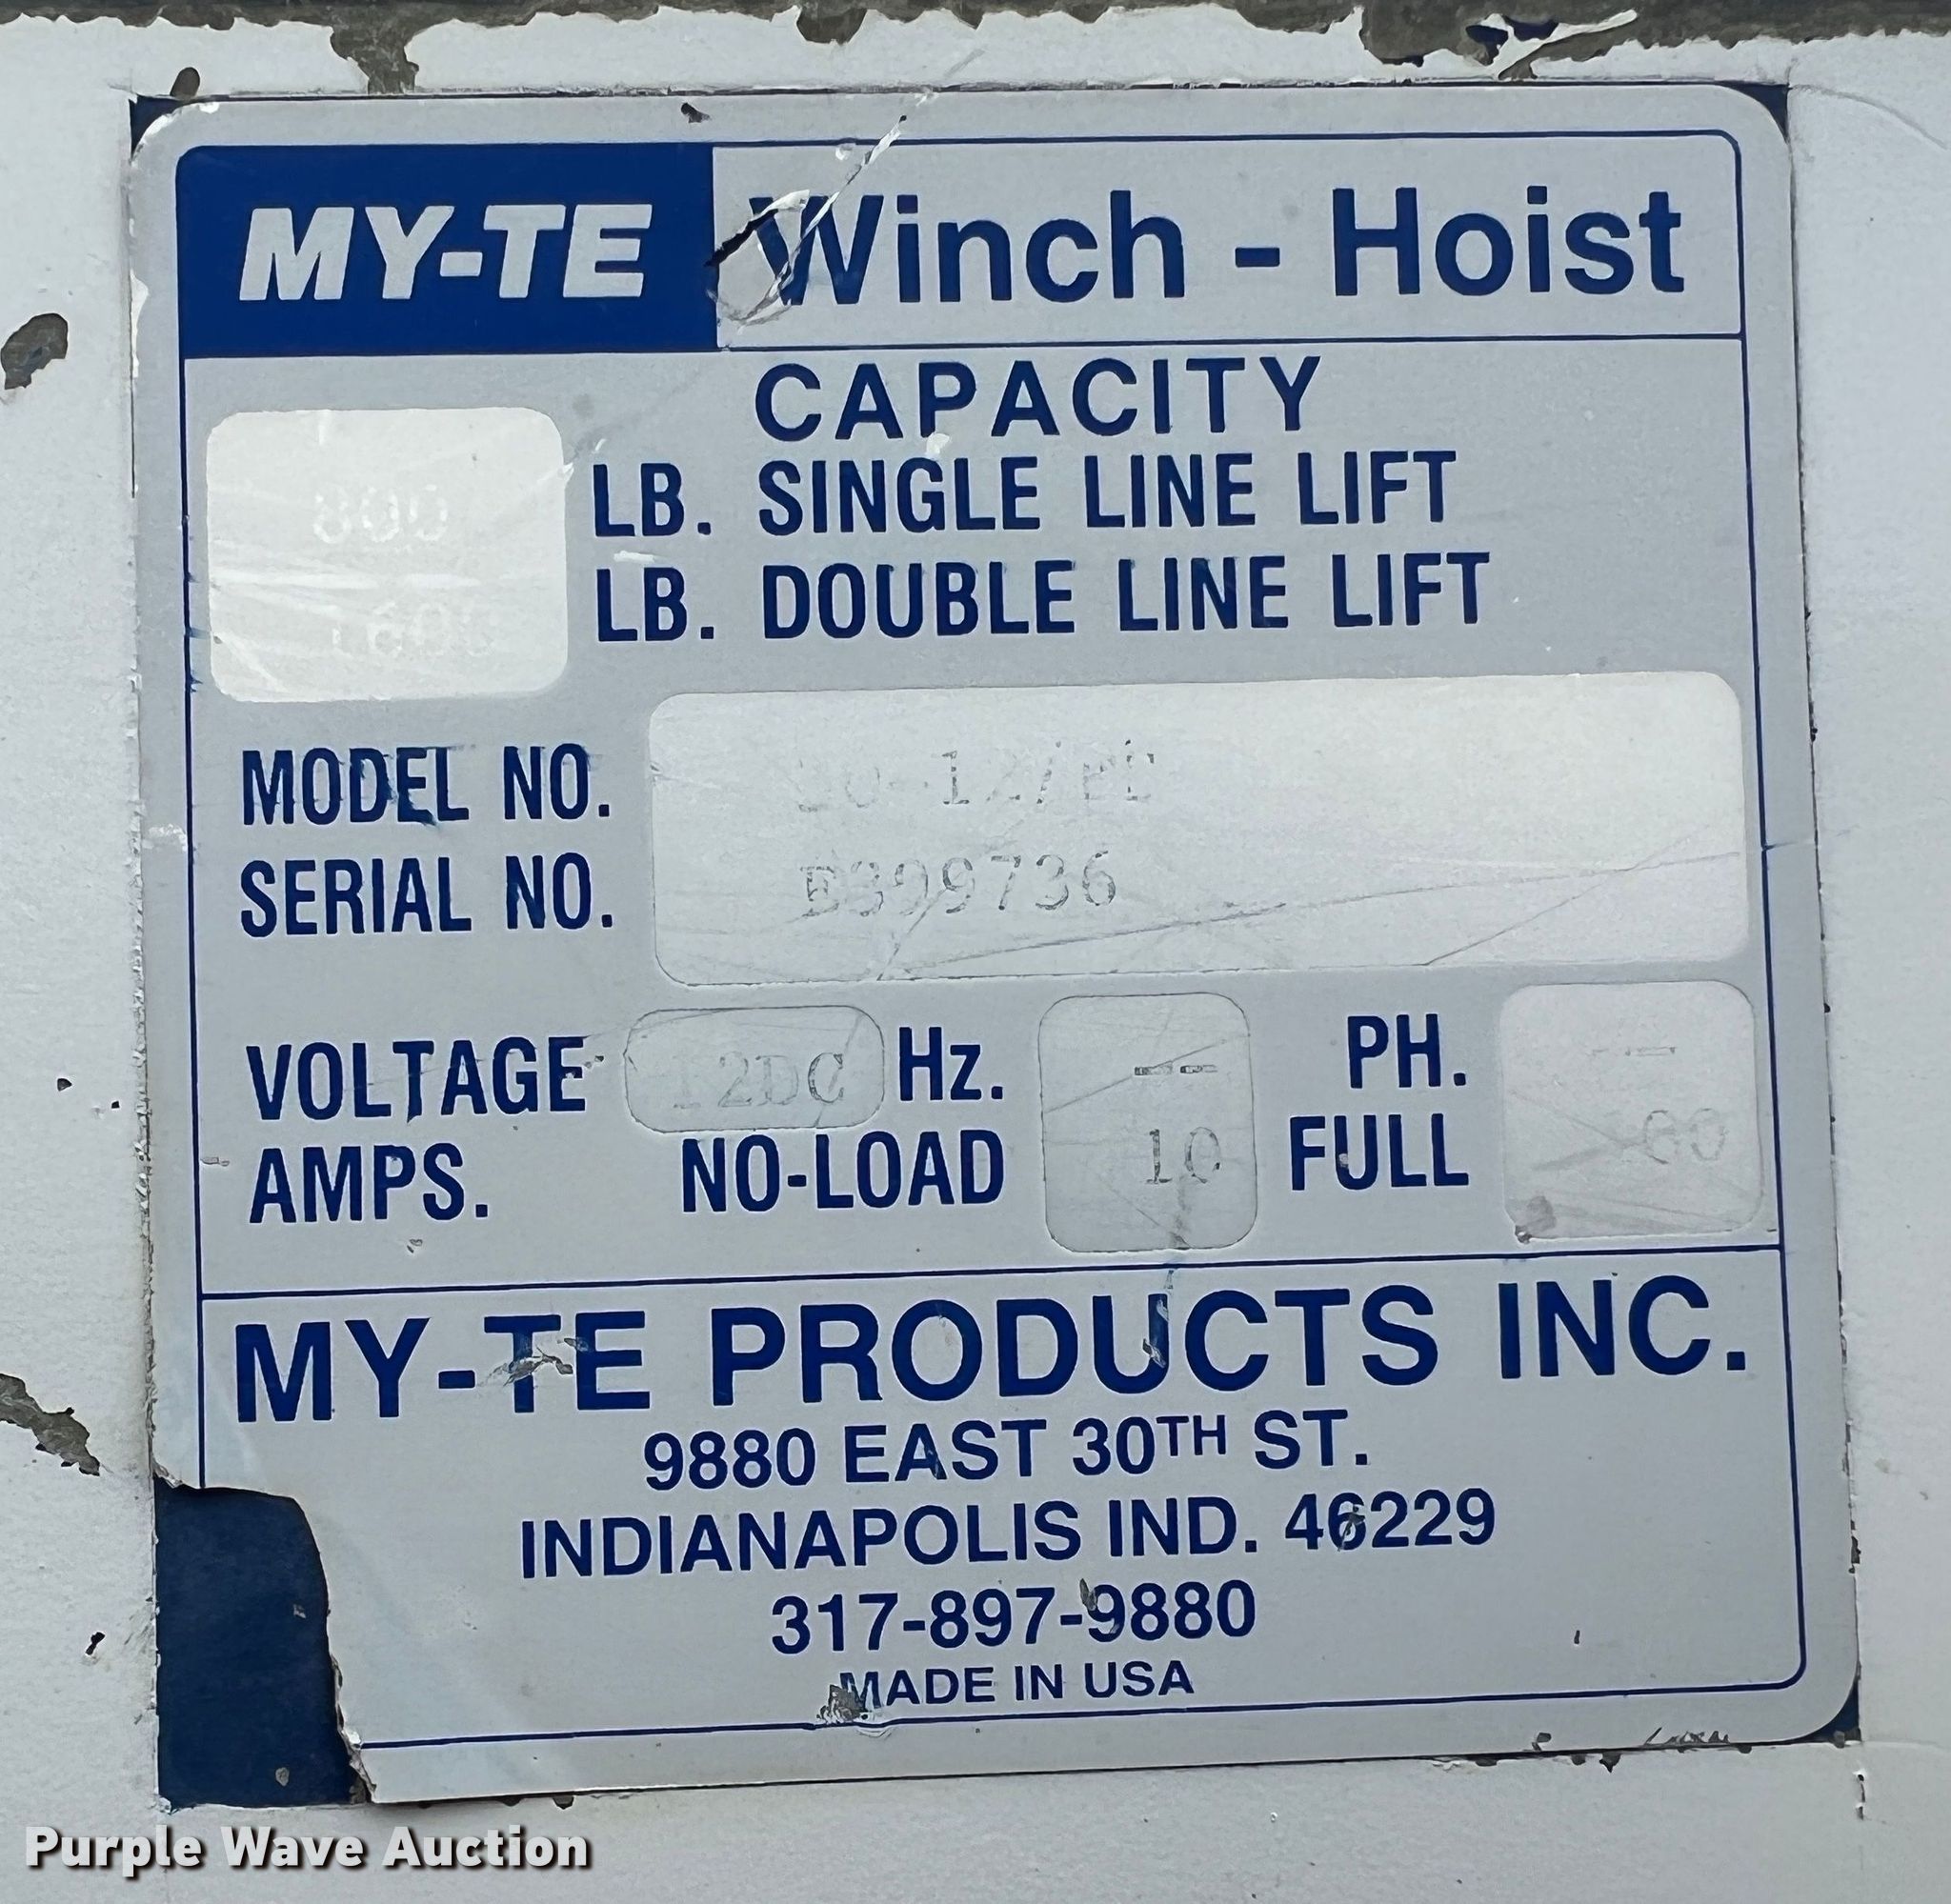 MY-TE Winch - Hoist
CAPACITY
800 LB. SINGLE LINE LIFT
LB. DOUBLE LINE LIFT
MODEL NO.
SERIAL NO.
VOLTAGE 12DC Hz. -- PH. --
AMPS. NO-LOAD 10 FULL 60
MY-TE PRODUCTS INC.
9880 EAST 30TH ST.
INDIANAPOLIS IND. 46229
317-897-9880
MADE IN USA
Purple Wave Auction